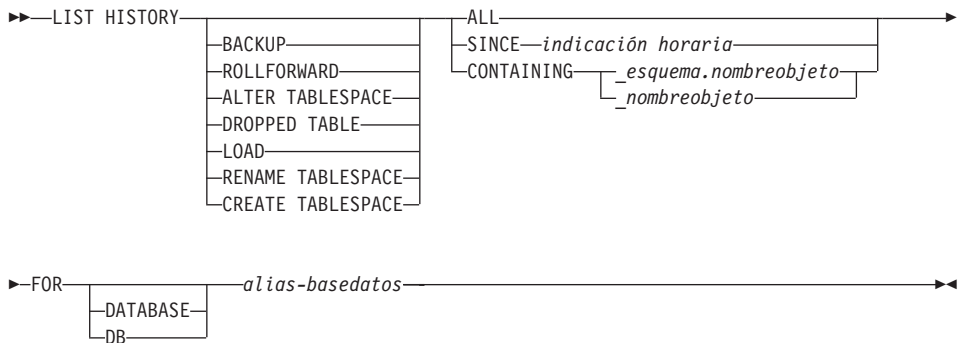 LIST HISTORY ALL
BACKUP SINCE indicación horaria
ROLLFORWARD CONTAINING _esquema.nombreobjeto
ALTER TABLESPACE _nombreobjeto
DROPPED TABLE
LOAD
RENAME TABLESPACE
CREATE TABLESPACE
FOR alias-basedatos
DATABASE
DB